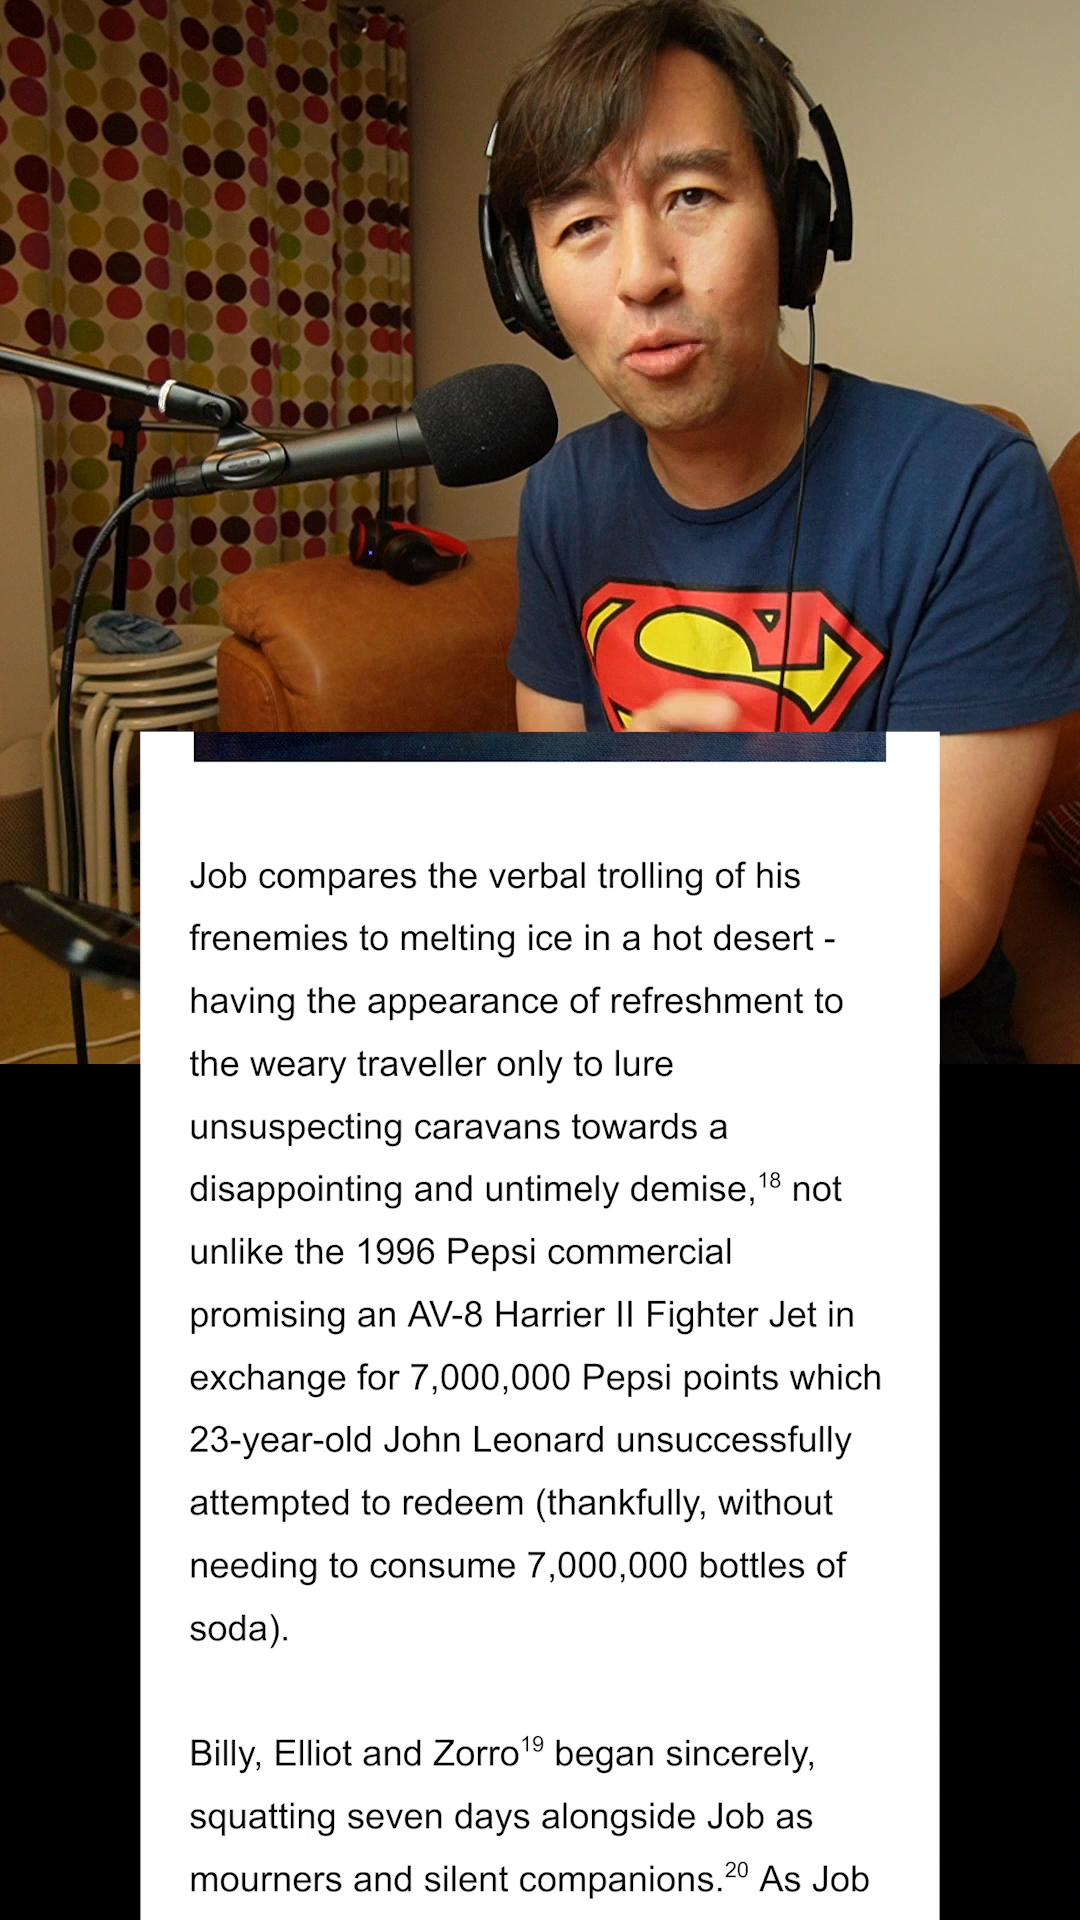 Job compares the verbal trolling of his
frenemies to melting ice in a hot desert -
having the appearance of refreshment to
the weary traveller only to lure
unsuspecting caravans towards a
disappointing and untimely demise,18 not
unlike the 1996 Pepsi commercial
promising an AV-8 Harrier II Fighter Jet in
exchange for 7,000,000 Pepsi points which
23-year-old John Leonard unsuccessfully
attempted to redeem (thankfully, without
needing to consume 7,000,000 bottles of
soda).
Billy, Elliot and Zorro19 began sincerely,
squatting seven days alongside Job as
mourners and silent companions.20 As Job